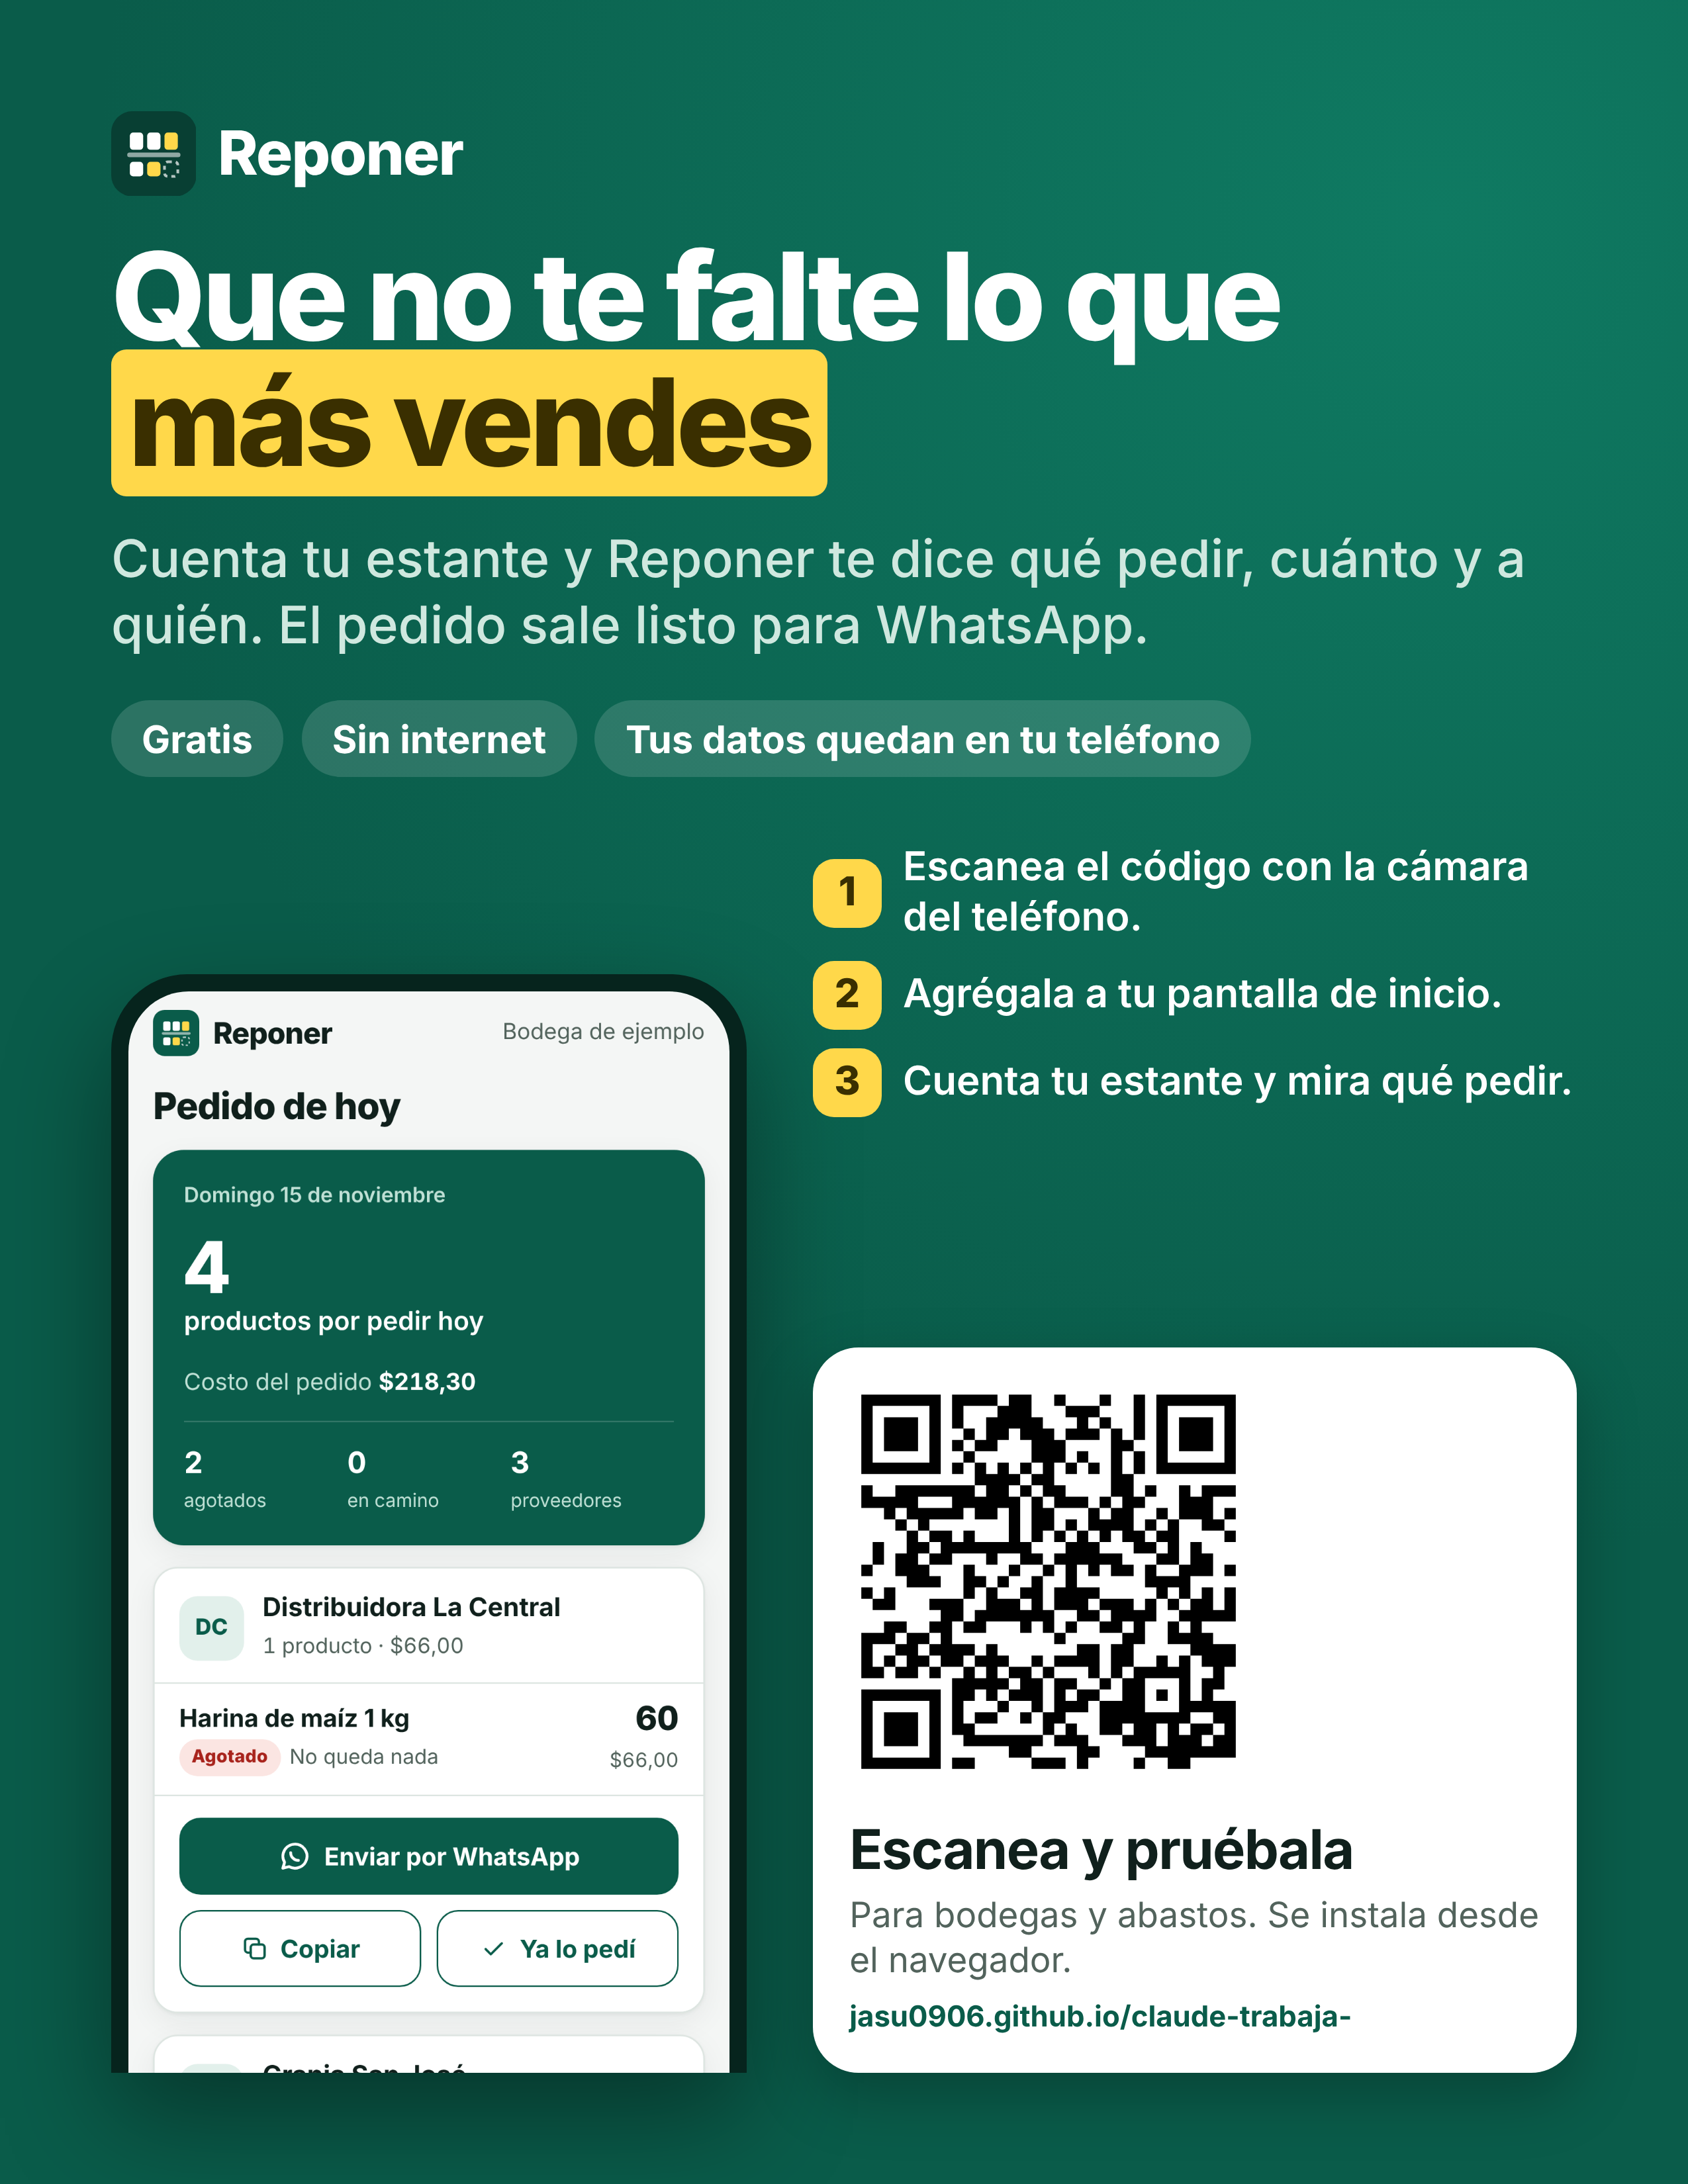 Reponer
Que no te falte lo que
más vendes
Cuenta tu estante y Reponer te dice qué pedir, cuánto y a
quién. El pedido sale listo para WhatsApp.
Gratis
Sin internet
Tus datos quedan en tu teléfono
1
Escanea el código con la cámara
del teléfono.
2
Agrégala a tu pantalla de inicio.
3
Cuenta tu estante y mira qué pedir.
Reponer
Bodega de ejemplo
Pedido de hoy
Domingo 15 de noviembre
4
productos por pedir hoy
Costo del pedido $218,30
2
agotados
0
en camino
3
proveedores
DC
Distribuidora La Central
1 producto · $66,00
Harina de maíz 1 kg
60
Agotado
No queda nada
$66,00
Enviar por WhatsApp
Copiar
Ya lo pedí
Escanea y pruébala
Para bodegas y abastos. Se instala desde
el navegador.
jasu0906.github.io/claude-trabaja-